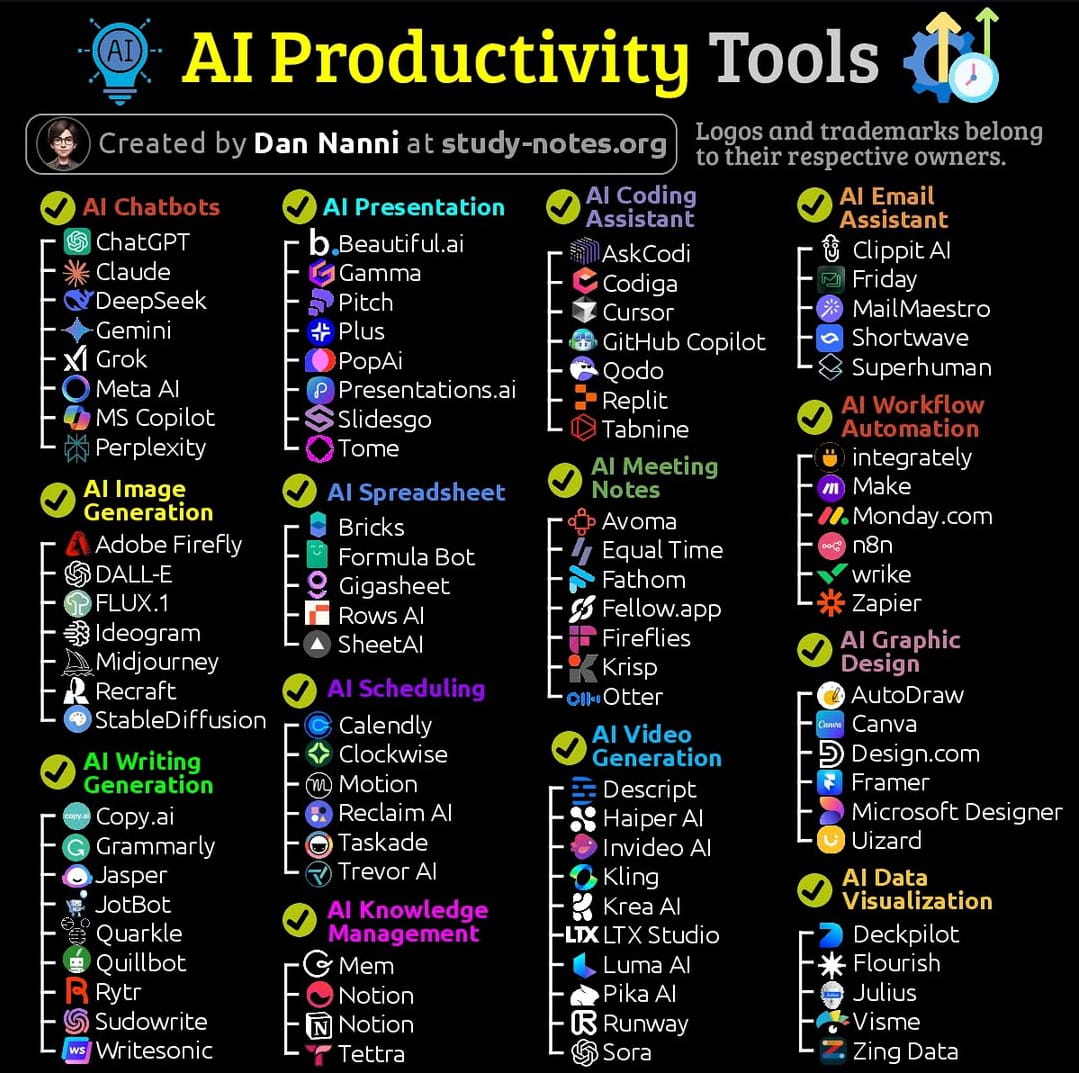 AI
AI Productivity Tools
Created by Dan Nanni at study-notes.org
Logos and trademarks belong
to their respective owners.
AI Chatbots
ChatGPT
Claude
DeepSeek
Gemini
Grok
Meta AI
MS Copilot
Perplexity
AI Image
Generation
Adobe Firefly
DALL-E
FLUX.1
Ideogram
Midjourney
Recraft
StableDiffusion
AI Writing
Generation
copy.ai
Copy.ai
Grammarly
Jasper
JotBot
Quarkle
Quillbot
Rytr
Sudowrite
ws
Writesonic
AI Presentation
b.
Beautiful.ai
Gamma
Pitch
Plus
PopAi
Presentations.ai
Slidesgo
Tome
AI Spreadsheet
Bricks
Formula Bot
Gigasheet
Rows AI
SheetAI
AI Scheduling
Calendly
Clockwise
Motion
Reclaim AI
Taskade
Trevor AI
AI Knowledge
Management
Mem
Notion
Notion
Tettra
AI Coding
Assistant
AskCodi
Codiga
Cursor
GitHub Copilot
Qodo
Replit
Tabnine
AI Meeting
Notes
Avoma
Equal Time
Fathom
Fellow.app
Fireflies
Krisp
Otter
AI Video
Generation
Descript
Haiper AI
Invideo AI
Kling
Krea AI
LTX LTX Studio
Luma AI
Pika AI
Runway
Sora
AI Email
Assistant
Clippit AI
Friday
MailMaestro
Shortwave
Superhuman
AI Workflow
Automation
integrately
Make
Monday.com
n8n
wrike
Zapier
AI Graphic
Design
AutoDraw
Canva
Canva
Design.com
Framer
Microsoft Designer
Uizard
AI Data
Visualization
Deckpilot
Flourish
Julius
Visme
Zing Data